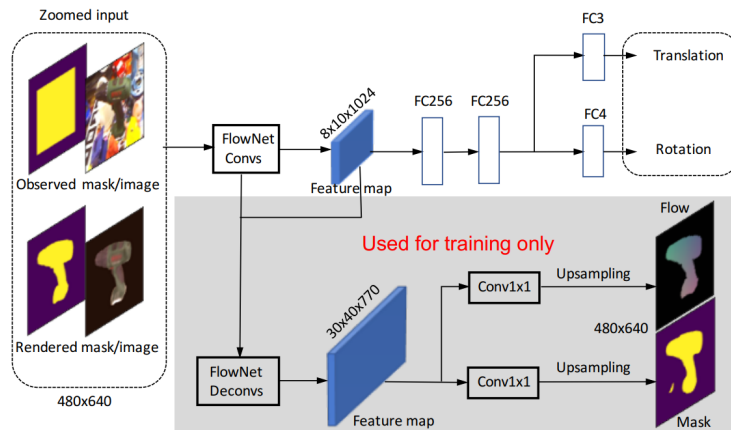 Zoomed input
Observed mask/image
Rendered mask/image
480x640
FlowNet
Convs
8x10x1024
Feature map
FC256
FC256
FC3
Translation
FC4
Rotation
Used for training only
FlowNet
Deconvs
30x40x770
Feature map
Conv1x1
Upsampling
Flow
480x640
Conv1x1
Upsampling
Mask